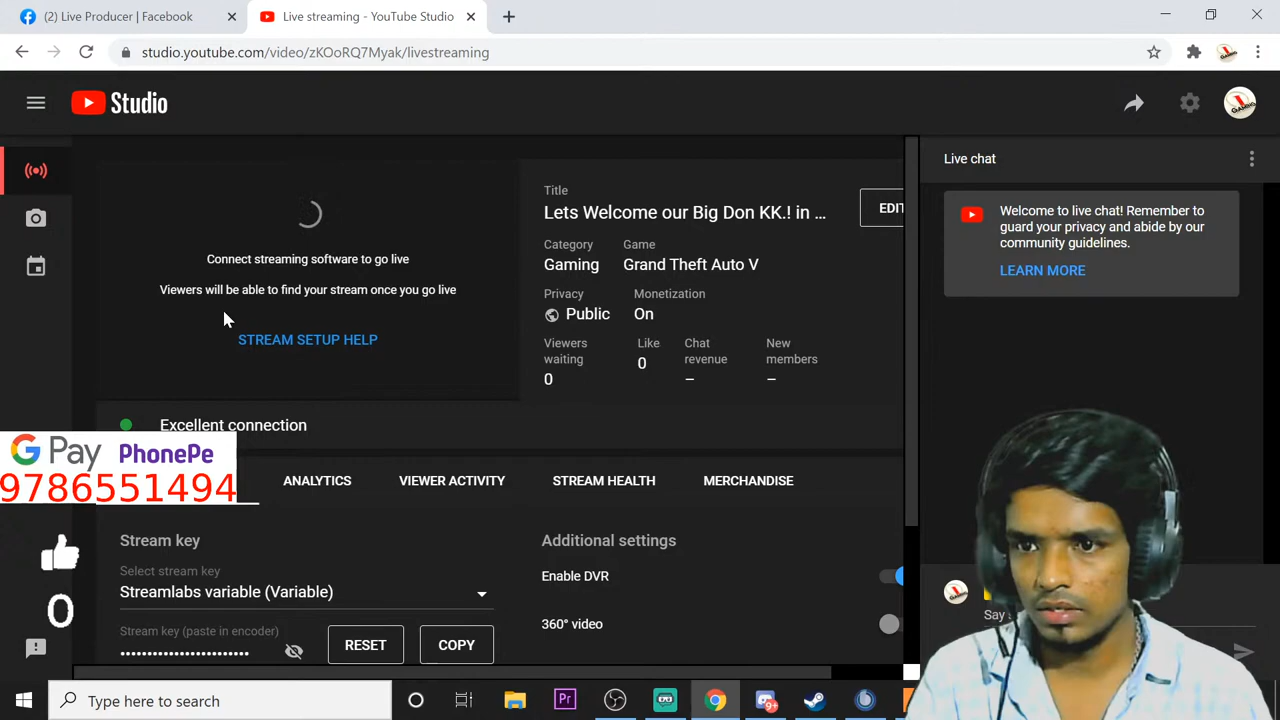 (2) Live Producer | Facebook
Live streaming - YouTube Studio
studio.youtube.com/video/zKOoRQ7Myak/livestreaming
Studio
Connect streaming software to go live
Viewers will be able to find your stream once you go live
STREAM SETUP HELP
Title
Lets Welcome our Big Don KK.! in ...
EDIT
Category Game
Gaming Grand Theft Auto V
Privacy Monetization
Public On
Viewers waiting Like Chat revenue New members
0 0 – –
Live chat
Welcome to live chat! Remember to
guard your privacy and abide by our
community guidelines.
LEARN MORE
Excellent connection
G Pay PhonePe
9786551494
ANALYTICS VIEWER ACTIVITY STREAM HEALTH MERCHANDISE
Stream key
Select stream key
Streamlabs variable (Variable)
Stream key (paste in encoder)
RESET COPY
Additional settings
Enable DVR
360° video
0
Say
Type here to search
Pr
9+